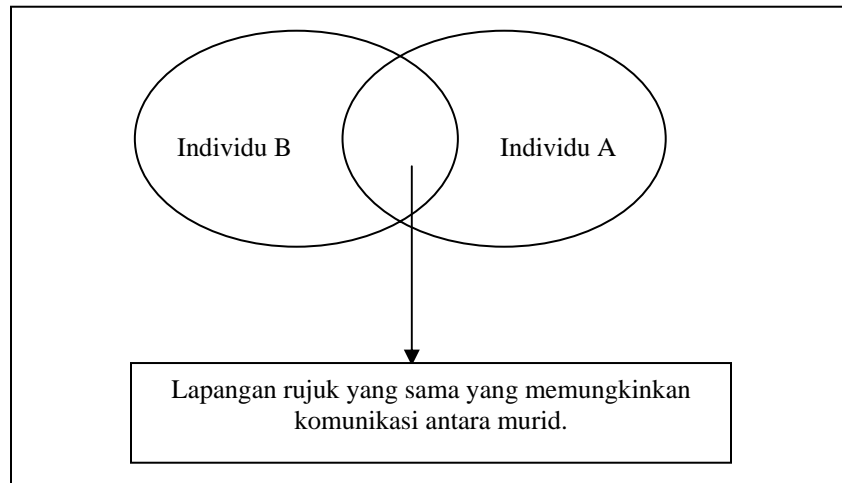 Individu B
Individu A
Lapangan rujuk yang sama yang memungkinkan
komunikasi antara murid.